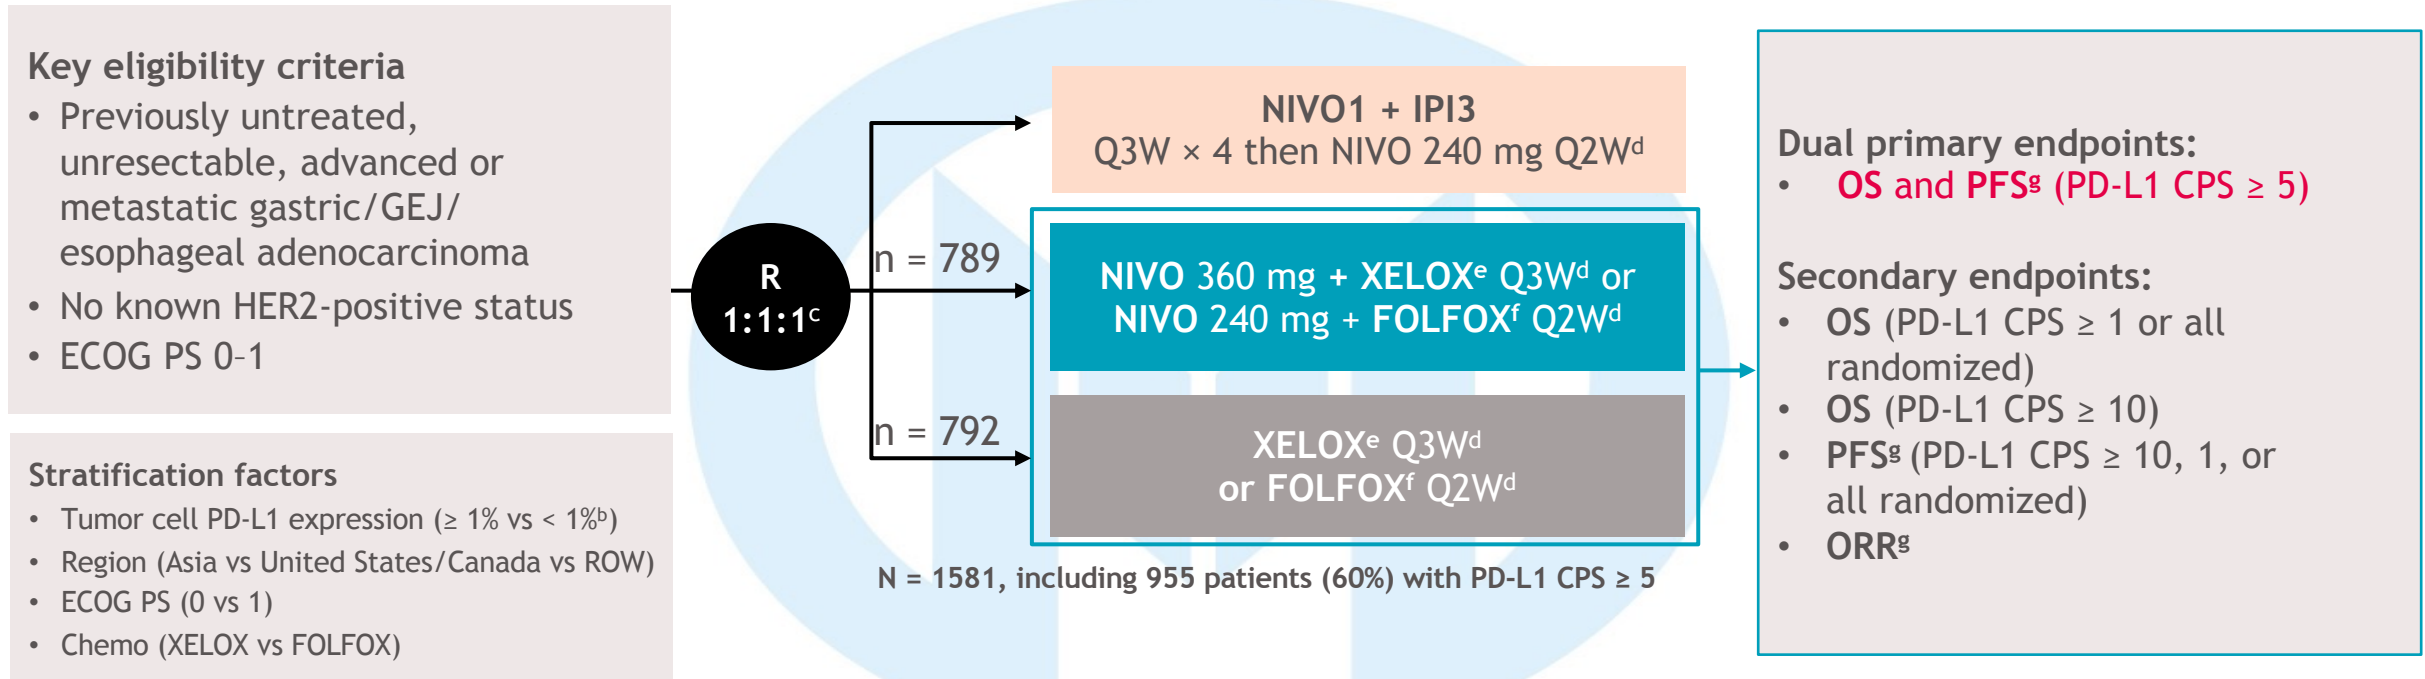 Key eligibility criteria
• Previously untreated,
unresectable, advanced or
metastatic gastric/GEJ/
esophageal adenocarcinoma
• No known HER2-positive status
• ECOG PS 0–1
Stratification factors
• Tumor cell PD-L1 expression (≥ 1% vs < 1%ᵇ)
• Region (Asia vs United States/Canada vs ROW)
• ECOG PS (0 vs 1)
• Chemo (XELOX vs FOLFOX)
R
1:1:1ᶜ
n = 789
n = 792
NIVO1 + IPI3
Q3W × 4 then NIVO 240 mg Q2Wᵈ
NIVO 360 mg + XELOXᵉ Q3Wᵈ or
NIVO 240 mg + FOLFOXᶠ Q2Wᵈ
XELOXᵉ Q3Wᵈ
or FOLFOXᶠ Q2Wᵈ
N = 1581, including 955 patients (60%) with PD-L1 CPS ≥ 5
Dual primary endpoints:
• OS and PFSᵍ (PD-L1 CPS ≥ 5)
Secondary endpoints:
• OS (PD-L1 CPS ≥ 1 or all
randomized)
• OS (PD-L1 CPS ≥ 10)
• PFSᵍ (PD-L1 CPS ≥ 10, 1, or
all randomized)
• ORRᵍ